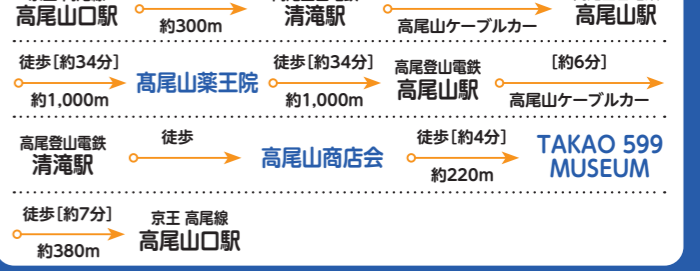 高尾山口駅 約300m 清滝駅 高尾山ケーブルカー 高尾山駅
徒歩[約34分] 約1,000m 髙尾山薬王院 徒歩[約34分] 約1,000m 高尾登山電鉄 高尾山駅 [約6分] 高尾山ケーブルカー
高尾登山電鉄 清滝駅 徒歩 高尾山商店会 徒歩[約4分] 約220m TAKAO 599 MUSEUM
徒歩[約7分] 約380m 京王 高尾線 高尾山口駅